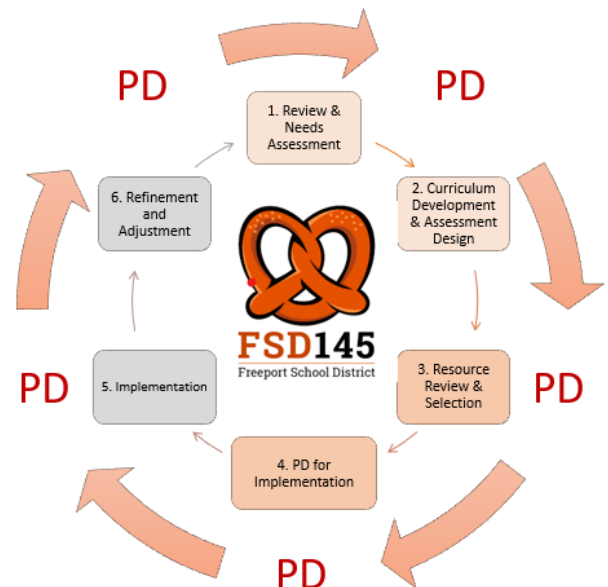 PD
PD
1. Review &
Needs
Assessment
6. Refinement
and
Adjustment
2. Curriculum
Development
& Assessment
Design
FSD145
Freeport School District
PD
5. Implementation
3. Resource
Review &
Selection
PD
4. PD for
Implementation
PD